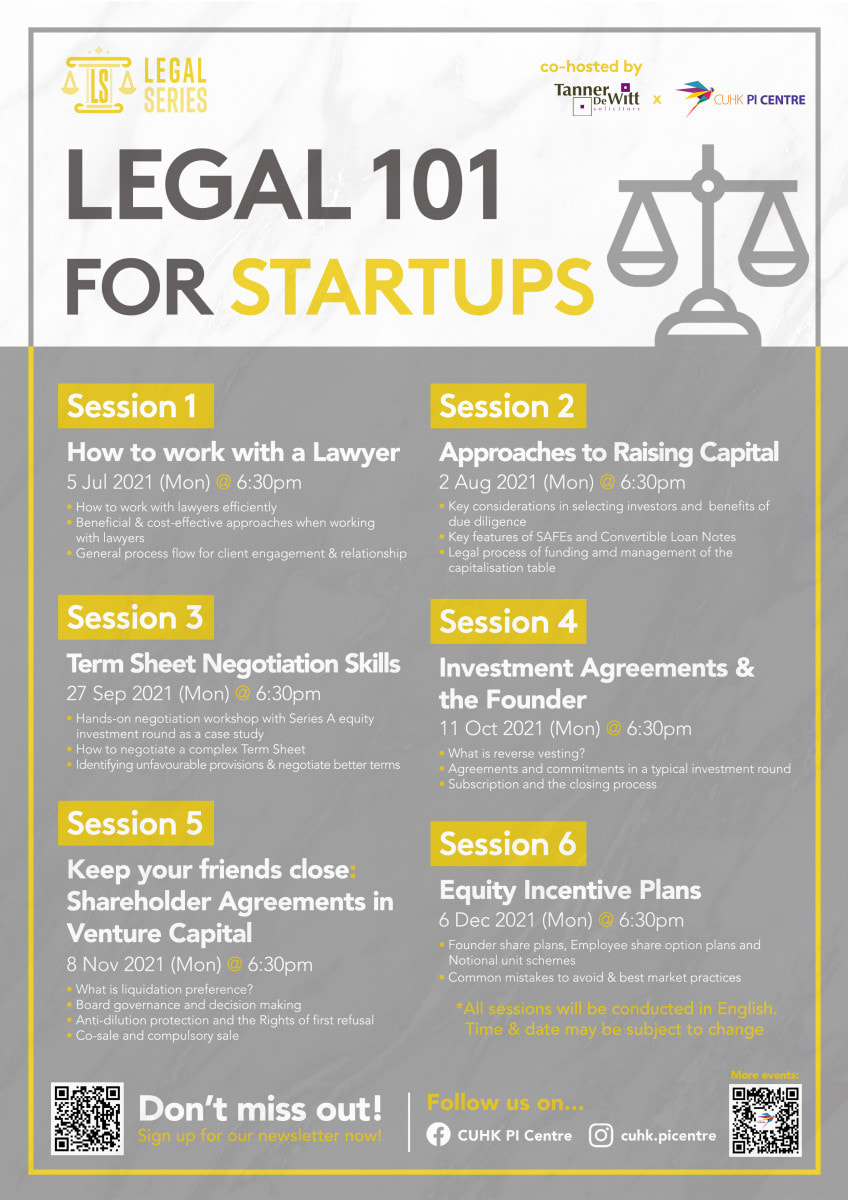 LS
LEGAL
SERIES
co-hosted by
Tanner
DeWitt
solicitors
x
CUHK PI CENTRE
LEGAL 101
FOR STARTUPS
Session 1
How to work with a Lawyer
5 Jul 2021 (Mon) @ 6:30pm
• How to work with lawyers efficiently
• Beneficial & cost-effective approaches when working
with lawyers
• General process flow for client engagement & relationship
Session 2
Approaches to Raising Capital
2 Aug 2021 (Mon) @ 6:30pm
• Key considerations in selecting investors and benefits of
due diligence
• Key features of SAFEs and Convertible Loan Notes
• Legal process of funding amd management of the
capitalisation table
Session 3
Term Sheet Negotiation Skills
27 Sep 2021 (Mon) @ 6:30pm
• Hands-on negotiation workshop with Series A equity
investment round as a case study
• How to negotiate a complex Term Sheet
• Identifying unfavourable provisions & negotiate better terms
Session 4
Investment Agreements &
the Founder
11 Oct 2021 (Mon) @ 6:30pm
• What is reverse vesting?
• Agreements and commitments in a typical investment round
• Subscription and the closing process
Session 5
Keep your friends close:
Shareholder Agreements in
Venture Capital
8 Nov 2021 (Mon) @ 6:30pm
• What is liquidation preference?
• Board governance and decision making
• Anti-dilution protection and the Rights of first refusal
• Co-sale and compulsory sale
Session 6
Equity Incentive Plans
6 Dec 2021 (Mon) @ 6:30pm
• Founder share plans, Employee share option plans and
Notional unit schemes
• Common mistakes to avoid & best market practices
*All sessions will be conducted in English.
Time & date may be subject to change
Don't miss out!
Sign up for our newsletter now!
Follow us on...
CUHK PI Centre
cuhk.picentre
More events: